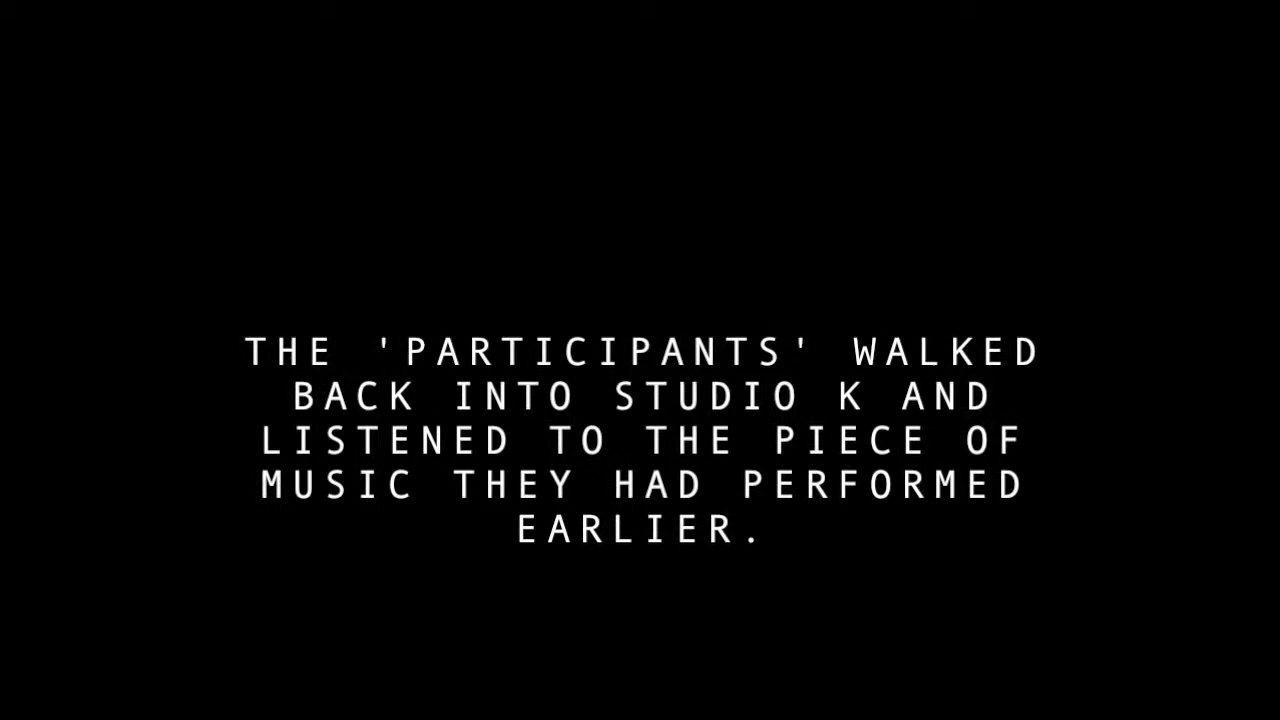 THE 'PARTICIPANTS' WALKED
BACK INTO STUDIO K AND
LISTENED TO THE PIECE OF
MUSIC THEY HAD PERFORMED
EARLIER.